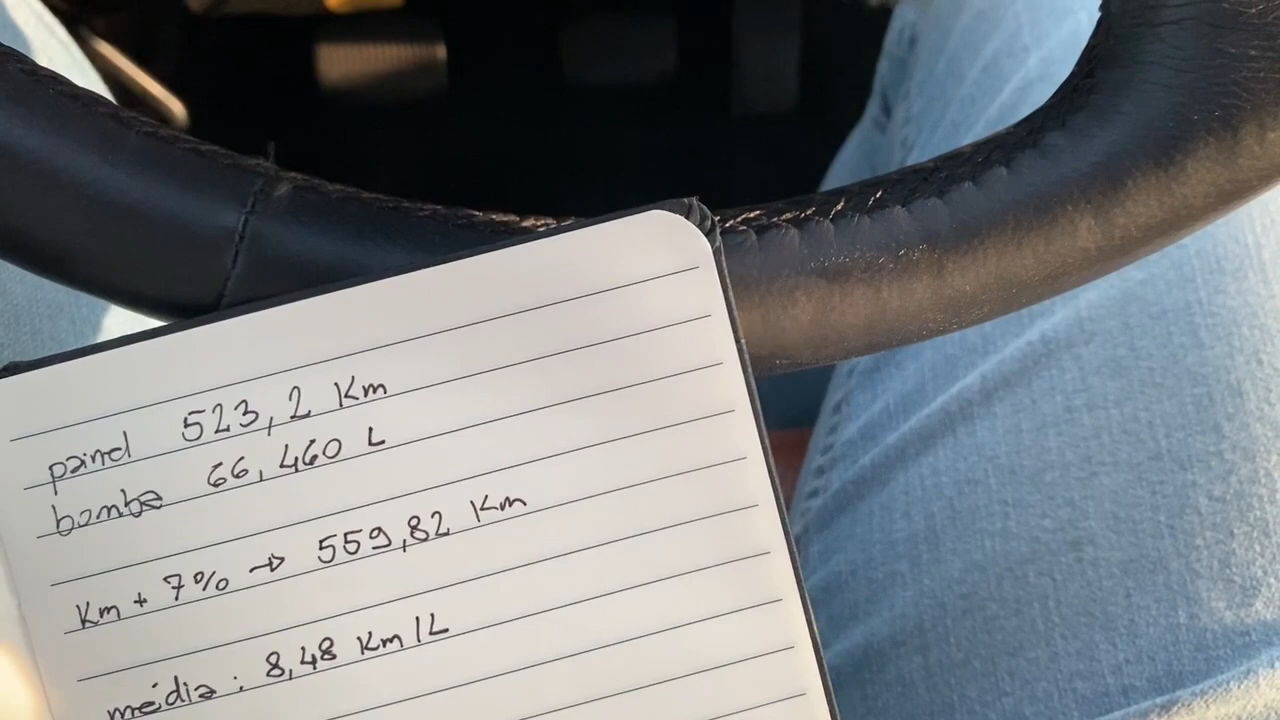 painel 523,2 Km
bomba 66,460 L
Km + 7% → 559,82 Km
média: 8,48 Km/L